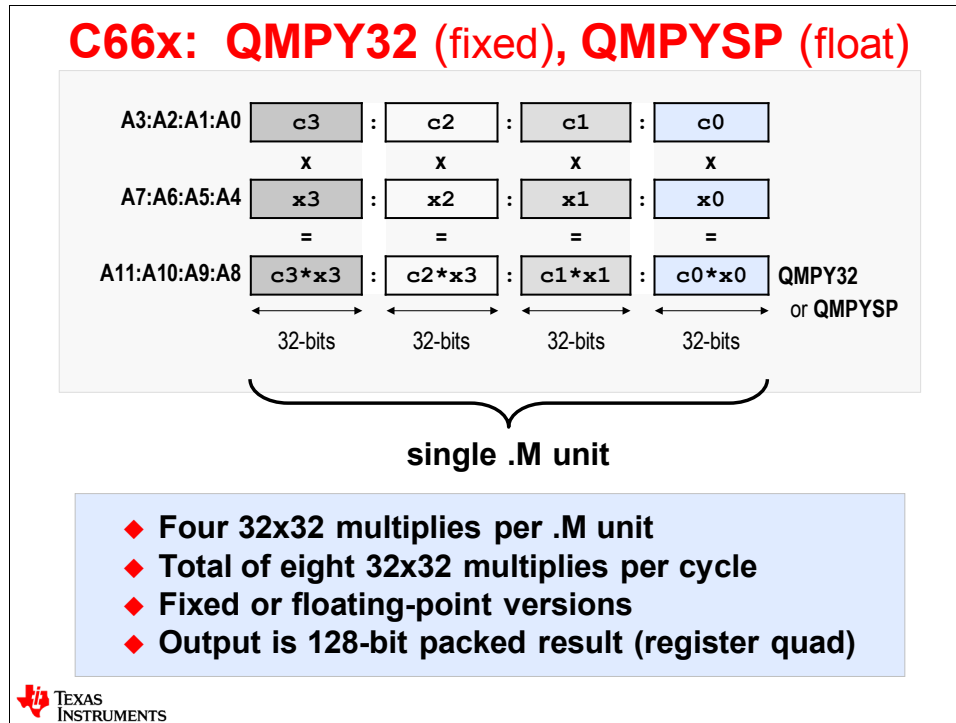 C66x: QMPY32 (fixed), QMPYSP (float)
A3:A2:A1:A0 c3 : c2 : c1 : c0
x x x x
A7:A6:A5:A4 x3 : x2 : x1 : x0
= = = =
A11:A10:A9:A8 c3*x3 : c2*x3 : c1*x1 : c0*x0 QMPY32
or QMPYSP
32-bits 32-bits 32-bits 32-bits
single .M unit
◆ Four 32x32 multiplies per .M unit
◆ Total of eight 32x32 multiplies per cycle
◆ Fixed or floating-point versions
◆ Output is 128-bit packed result (register quad)
TEXAS
INSTRUMENTS